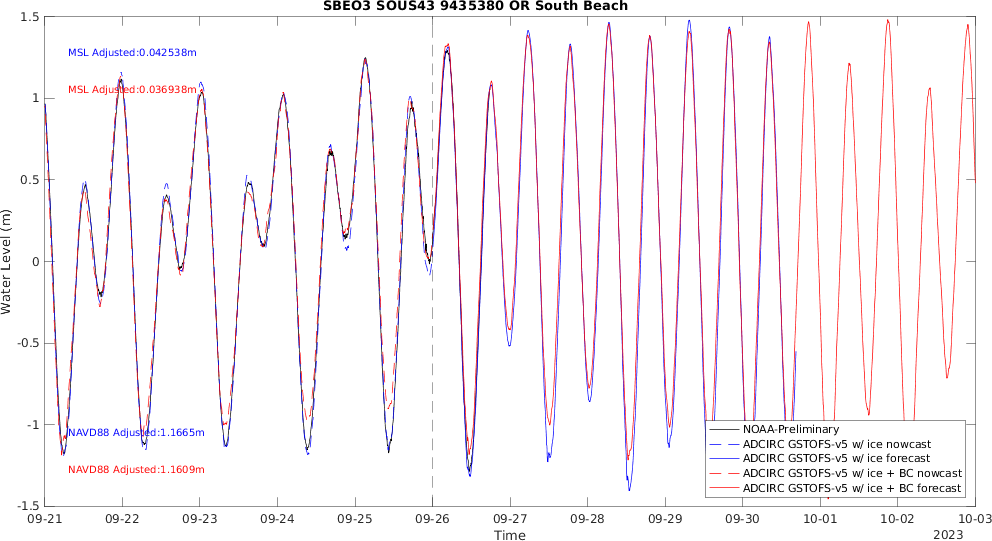 SBEO3 SOUS43 9435380 OR South Beach
1.5
1
0.5
0
-0.5
-1
-1.5
Water Level (m)
MSL Adjusted:0.042538m
MSL Adjusted:0.036938m
NAVD88 Adjusted:1.1665m
NAVD88 Adjusted:1.1609m
NOAA-Preliminary
ADCIRC GSTOFS-v5 w/ ice nowcast
ADCIRC GSTOFS-v5 w/ ice forecast
ADCIRC GSTOFS-v5 w/ ice + BC nowcast
ADCIRC GSTOFS-v5 w/ ice + BC forecast
09-21 09-22 09-23 09-24 09-25 09-26 09-27 09-28 09-29 09-30 10-01 10-02 10-03
Time
2023